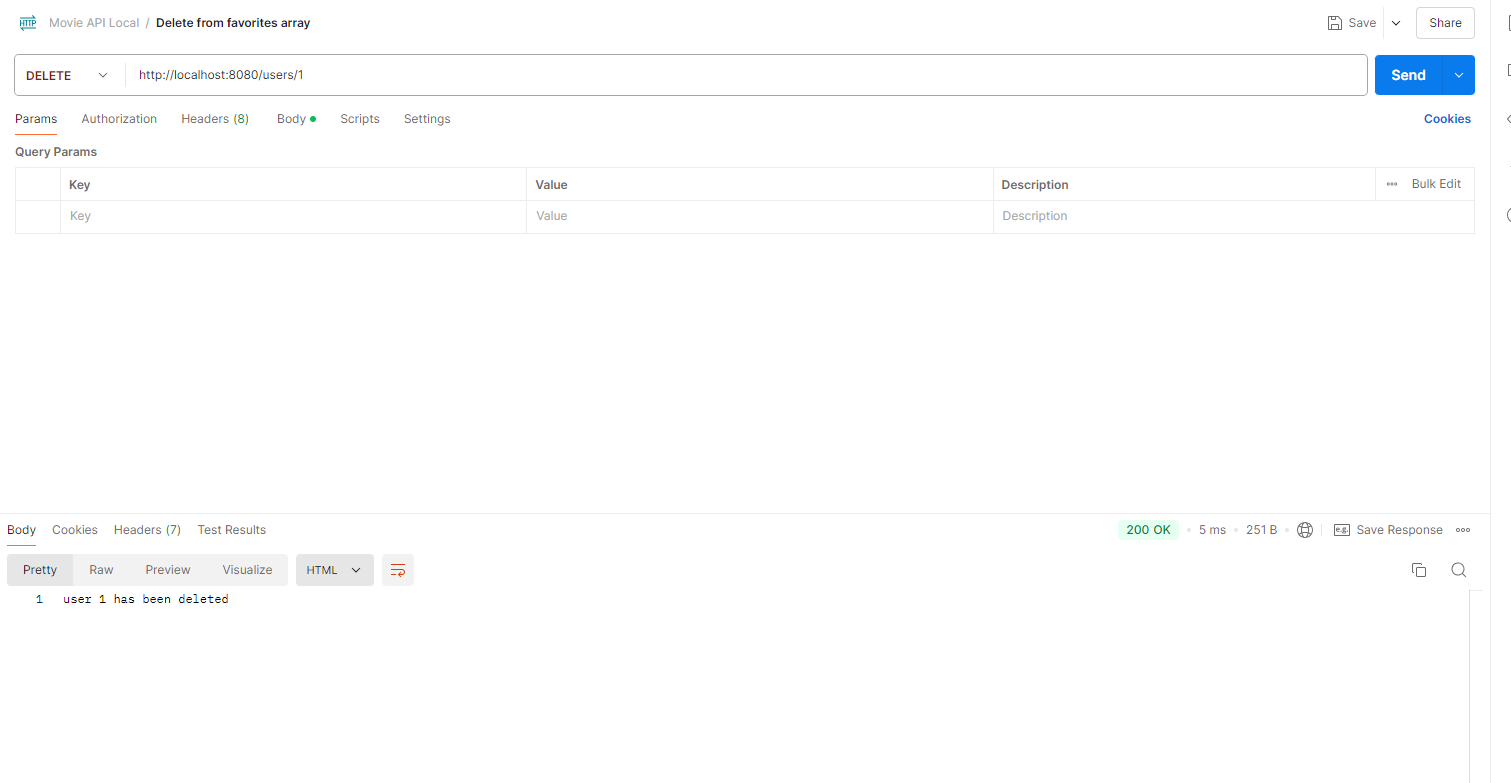 HTTP Movie API Local / Delete from favorites array Save Share
DELETE http://localhost:8080/users/1 Send
Params Authorization Headers (8) Body Scripts Settings Cookies
Query Params
Key Value Description Bulk Edit
Key Value Description
Body Cookies Headers (7) Test Results 200 OK 5 ms 251 B e.g. Save Response
Pretty Raw Preview Visualize HTML
1 user 1 has been deleted